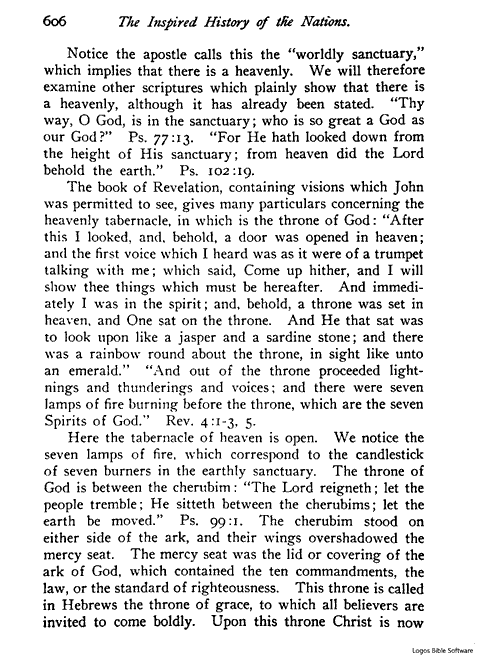 606 The Inspired History of the Nations.
Notice the apostle calls this the "worldly sanctuary,"
which implies that there is a heavenly. We will therefore
examine other scriptures which plainly show that there is
a heavenly, although it has already been stated. "Thy
way, O God, is in the sanctuary; who is so great a God as
our God?" Ps. 77:13. "For He hath looked down from
the height of His sanctuary; from heaven did the Lord
behold the earth." Ps. 102:19.
The book of Revelation, containing visions which John
was permitted to see, gives many particulars concerning the
heavenly tabernacle, in which is the throne of God: "After
this I looked, and, behold, a door was opened in heaven;
and the first voice which I heard was as it were of a trumpet
talking with me; which said, Come up hither, and I will
show thee things which must be hereafter. And immedi-
ately I was in the spirit; and, behold, a throne was set in
heaven, and One sat on the throne. And He that sat was
to look upon like a jasper and a sardine stone; and there
was a rainbow round about the throne, in sight like unto
an emerald." "And out of the throne proceeded light-
nings and thunderings and voices; and there were seven
lamps of fire burning before the throne, which are the seven
Spirits of God." Rev. 4:1-3, 5.
Here the tabernacle of heaven is open. We notice the
seven lamps of fire, which correspond to the candlestick
of seven burners in the earthly sanctuary. The throne of
God is between the cherubim: "The Lord reigneth; let the
people tremble; He sitteth between the cherubims; let the
earth be moved." Ps. 99:1. The cherubim stood on
either side of the ark, and their wings overshadowed the
mercy seat. The mercy seat was the lid or covering of the
ark of God, which contained the ten commandments, the
law, or the standard of righteousness. This throne is called
in Hebrews the throne of grace, to which all believers are
invited to come boldly. Upon this throne Christ is now
Logos Bible Software